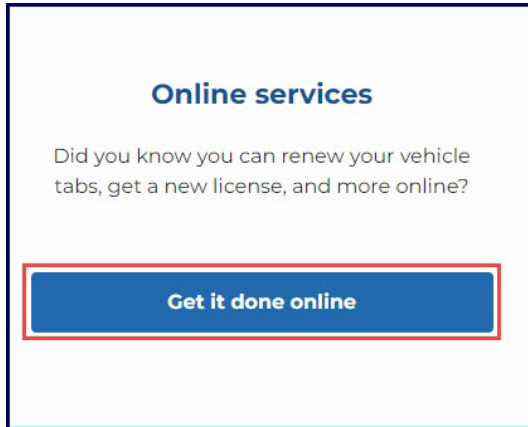 Online services
Did you know you can renew your vehicle
tabs, get a new license, and more online?
Get it done online